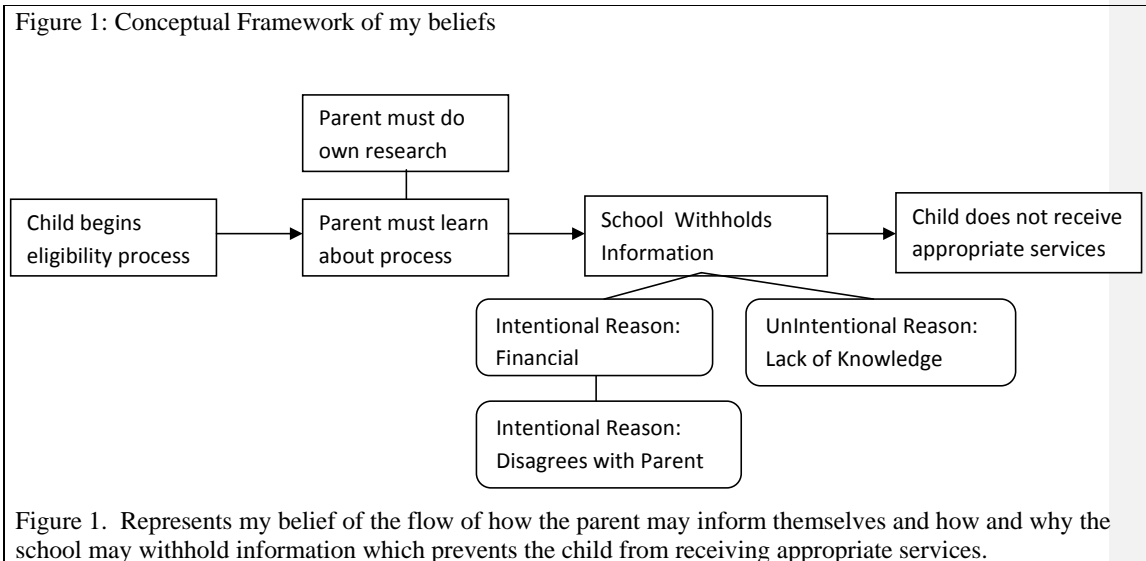 Figure 1: Conceptual Framework of my beliefs
Parent must do
own research
Child begins
eligibility process
Parent must learn
about process
School Withholds
Information
Child does not receive
appropriate services
Intentional Reason:
Financial
UnIntentional Reason:
Lack of Knowledge
Intentional Reason:
Disagrees with Parent
Figure 1. Represents my belief of the flow of how the parent may inform themselves and how and why the
school may withhold information which prevents the child from receiving appropriate services.